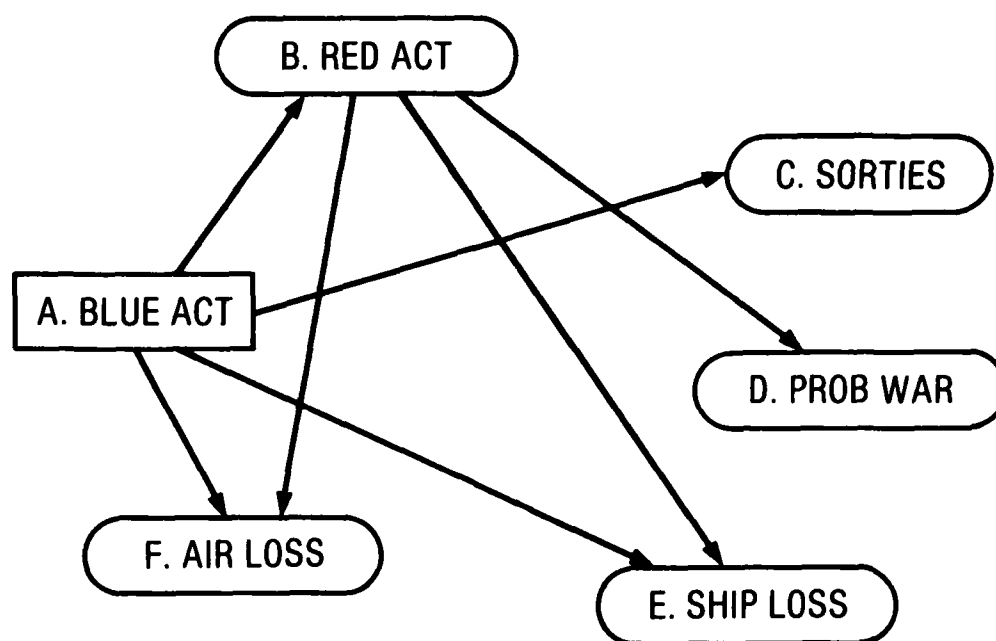 B. RED ACT
C. SORTIES
A. BLUE ACT
D. PROB WAR
F. AIR LOSS
E. SHIP LOSS